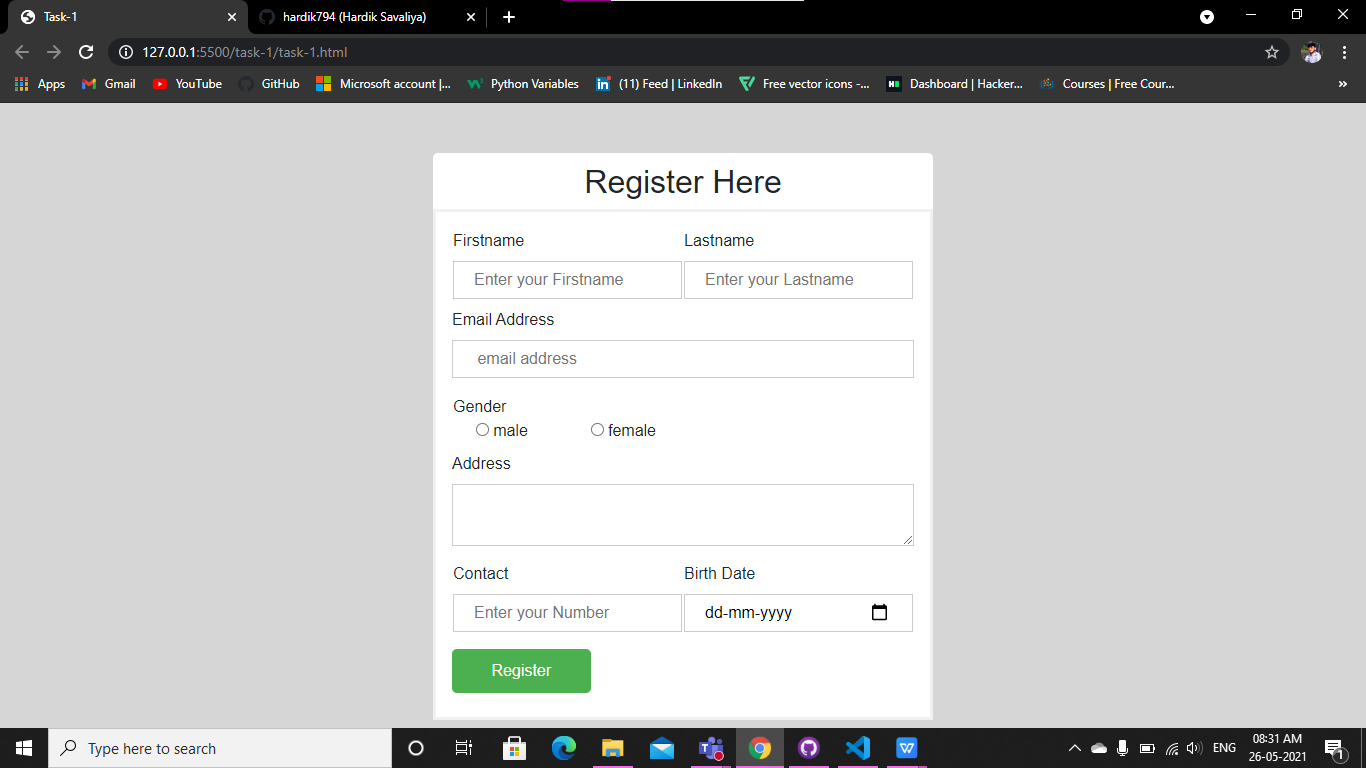 Task-1
hardik794 (Hardik Savaliya)
127.0.0.1:5500/task-1/task-1.html
Apps Gmail YouTube GitHub Microsoft account |... Python Variables (11) Feed | LinkedIn Free vector icons -... Dashboard | Hacker... Courses | Free Cour... »
Register Here
Firstname Lastname
Enter your Firstname Enter your Lastname
Email Address
email address
Gender
male female
Address
Contact Birth Date
Enter your Number dd-mm-yyyy
Register
Type here to search
ENG
08:31 AM
26-05-2021
1